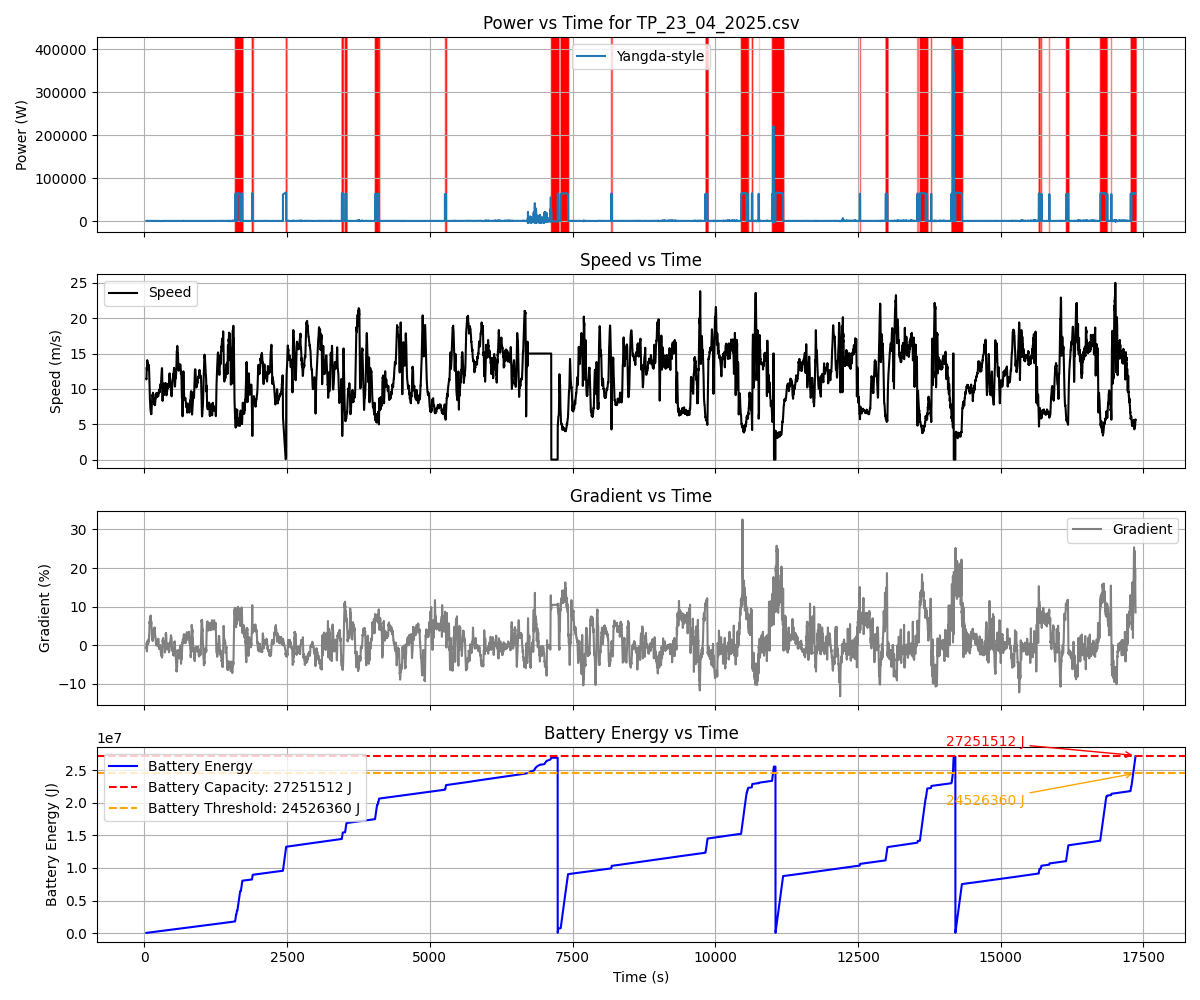 Power vs Time for TP_23_04_2025.csv
Power (W)
400000
300000
200000
100000
0
Yangda-style
Speed vs Time
Speed (m/s)
25
20
15
10
5
0
Speed
Gradient vs Time
Gradient (%)
30
20
10
0
−10
Gradient
Battery Energy vs Time
1e7
Battery Energy (J)
2.5
2.0
1.5
1.0
0.5
0.0
Battery Energy
Battery Capacity: 27251512 J
Battery Threshold: 24526360 J
27251512 J
24526360 J
0 2500 5000 7500 10000 12500 15000 17500
Time (s)